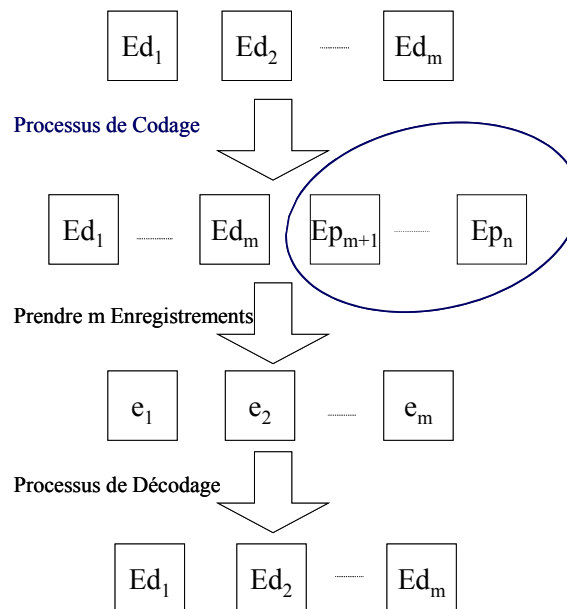 Ed₁ Ed₂ Edₘ
Processus de Codage
Ed₁ Edₘ Epₘ₊₁ Epₙ
Prendre m Enregistrements
e₁ e₂ eₘ
Processus de Décodage
Ed₁ Ed₂ Edₘ